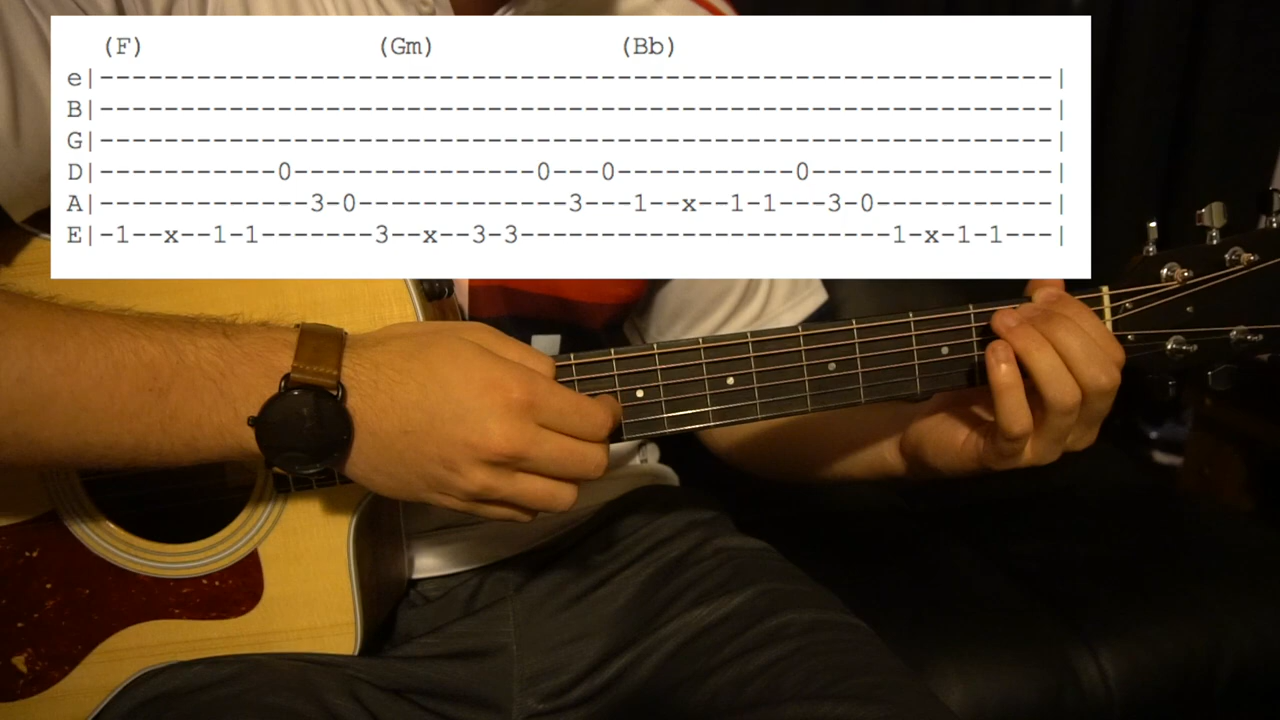 (F) (Gm) (Bb)
e|-----------------------------------------------------------|
B|-----------------------------------------------------------|
G|-----------------------------------------------------------|
D|-----------0---------------0---0-----------0---------------|
A|-------------3-0-------------3---1--x--1-1---3-0-----------|
E|-1--x--1-1-------3--x--3-3-----------------------1-x-1-1---|